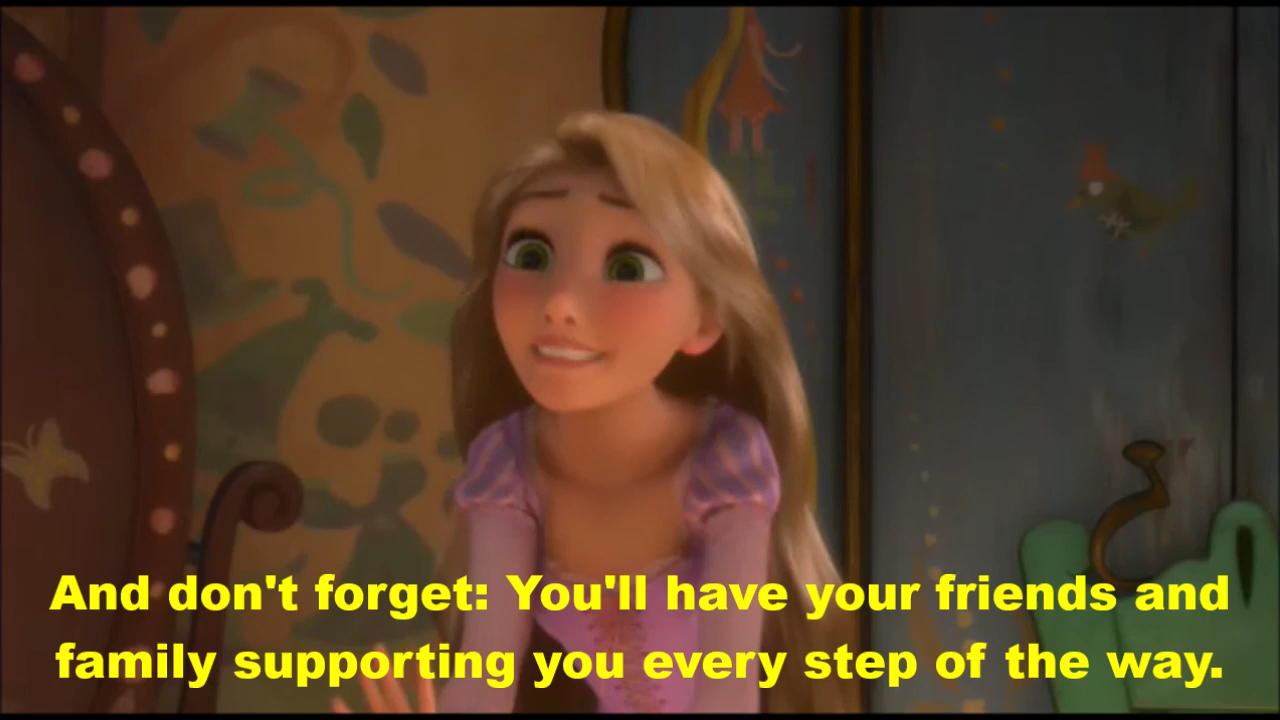 And don't forget: You'll have your friends and
family supporting you every step of the way.